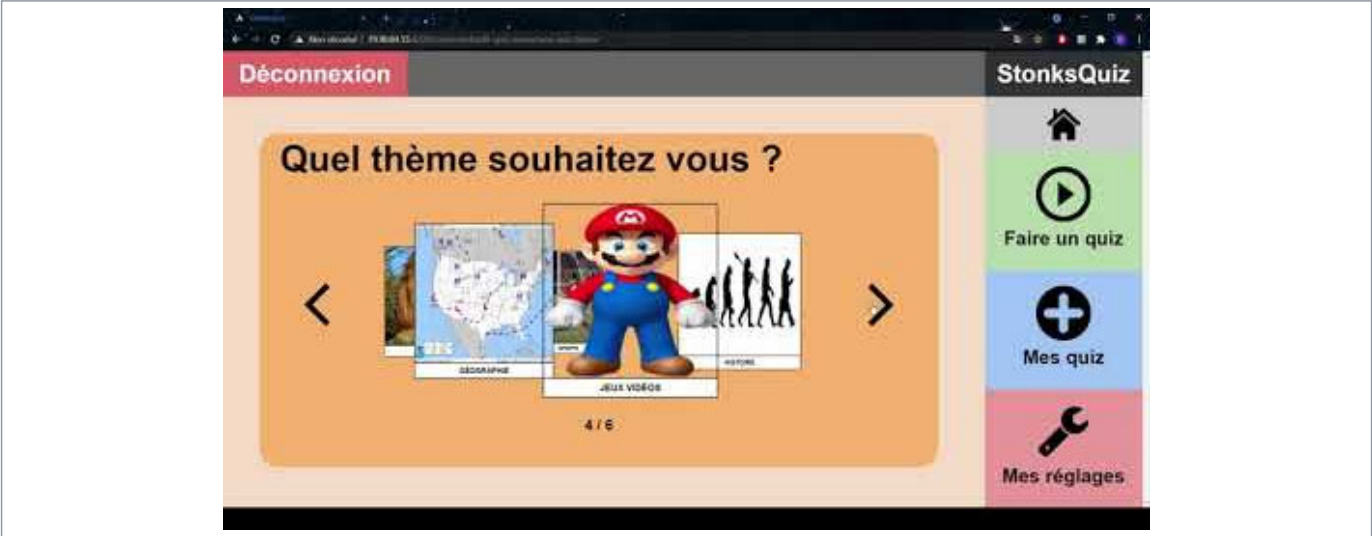 Déconnexion
StonksQuiz
Quel thème souhaitez vous ?
Faire un quiz
Mes quiz
Mes réglages
GÉOGRAPHIE
JEUX VIDÉOS
HISTOIRE
4 / 6